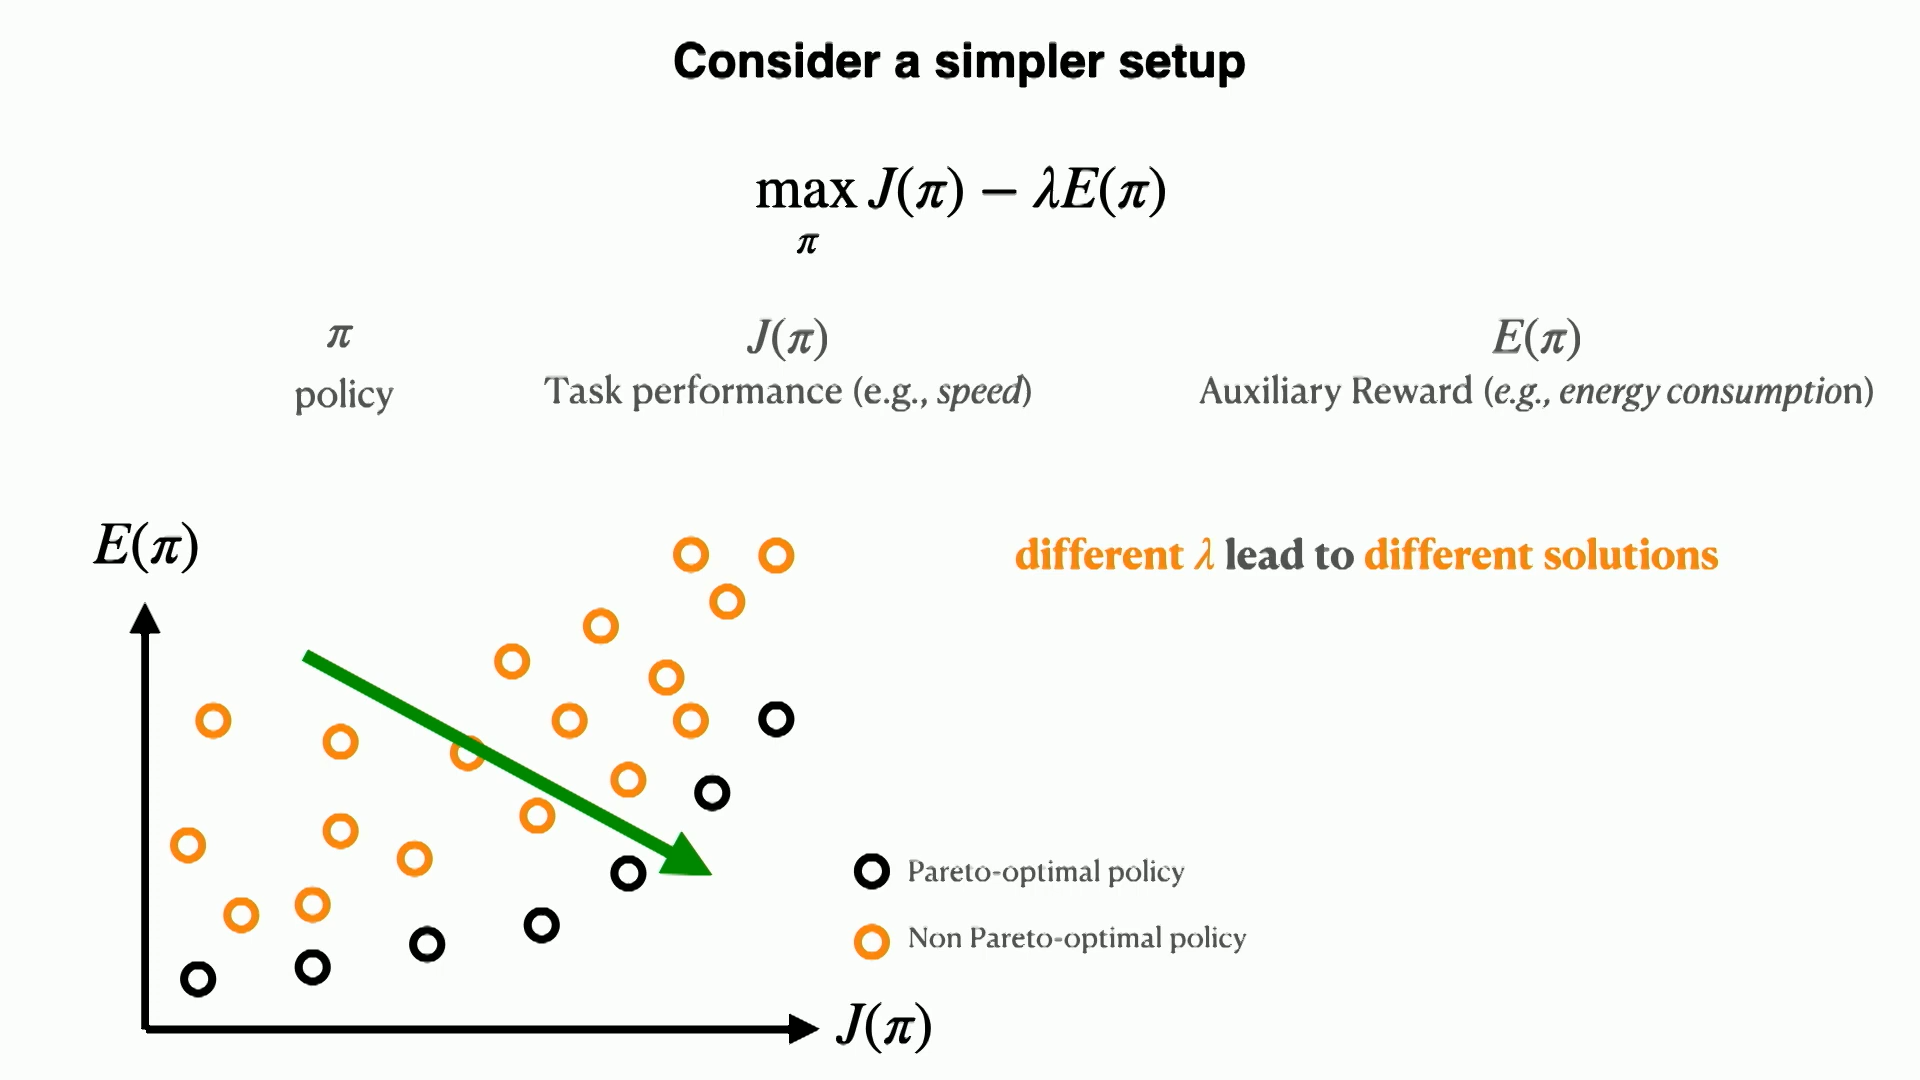 Consider a simpler setup
max J(π) − λE(π)
π
π
policy
J(π)
Task performance (e.g., speed)
E(π)
Auxiliary Reward (e.g., energy consumption)
E(π)
different λ lead to different solutions
Pareto-optimal policy
Non Pareto-optimal policy
J(π)